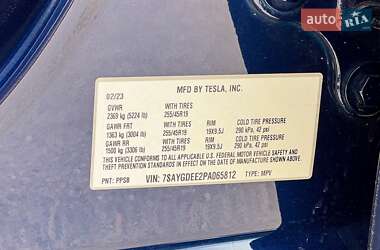 auto RIA
.com
MFD BY TESLA, INC.
02/23
GVWR WITH TIRES
2369 kg (5224 lb) 255/45R19
GAWR FRT WITH TIRES RIM COLD TIRE PRESSURE
1363 kg (3004 lb) 255/45R19 19X9.5J 290 kPa, 42 psi
GAWR RR WITH TIRES RIM COLD TIRE PRESSURE
1500 kg (3306 lb) 255/45R19 19X9.5J 290 kPa, 42 psi
THIS VEHICLE CONFORMS TO ALL APPLICABLE U.S. FEDERAL MOTOR VEHICLE SAFETY, BUMPER AND
THEFT PREVENTION STANDARDS IN EFFECT ON THE DATE OF MANUFACTURE SHOWN ABOVE.
PNT: PPSB VIN: 7SAYGDEE2PA065812 TYPE: MPV